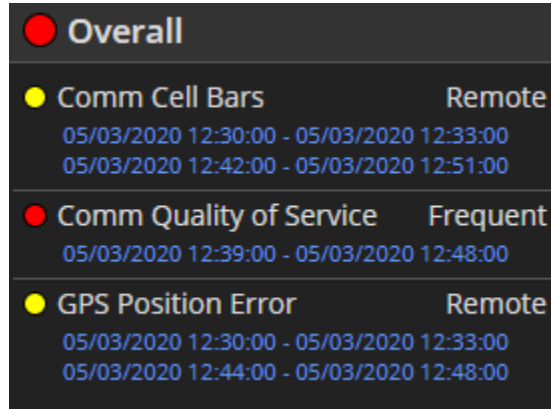 Overall
Comm Cell Bars Remote
05/03/2020 12:30:00 - 05/03/2020 12:33:00
05/03/2020 12:42:00 - 05/03/2020 12:51:00
Comm Quality of Service Frequent
05/03/2020 12:39:00 - 05/03/2020 12:48:00
GPS Position Error Remote
05/03/2020 12:30:00 - 05/03/2020 12:33:00
05/03/2020 12:44:00 - 05/03/2020 12:48:00